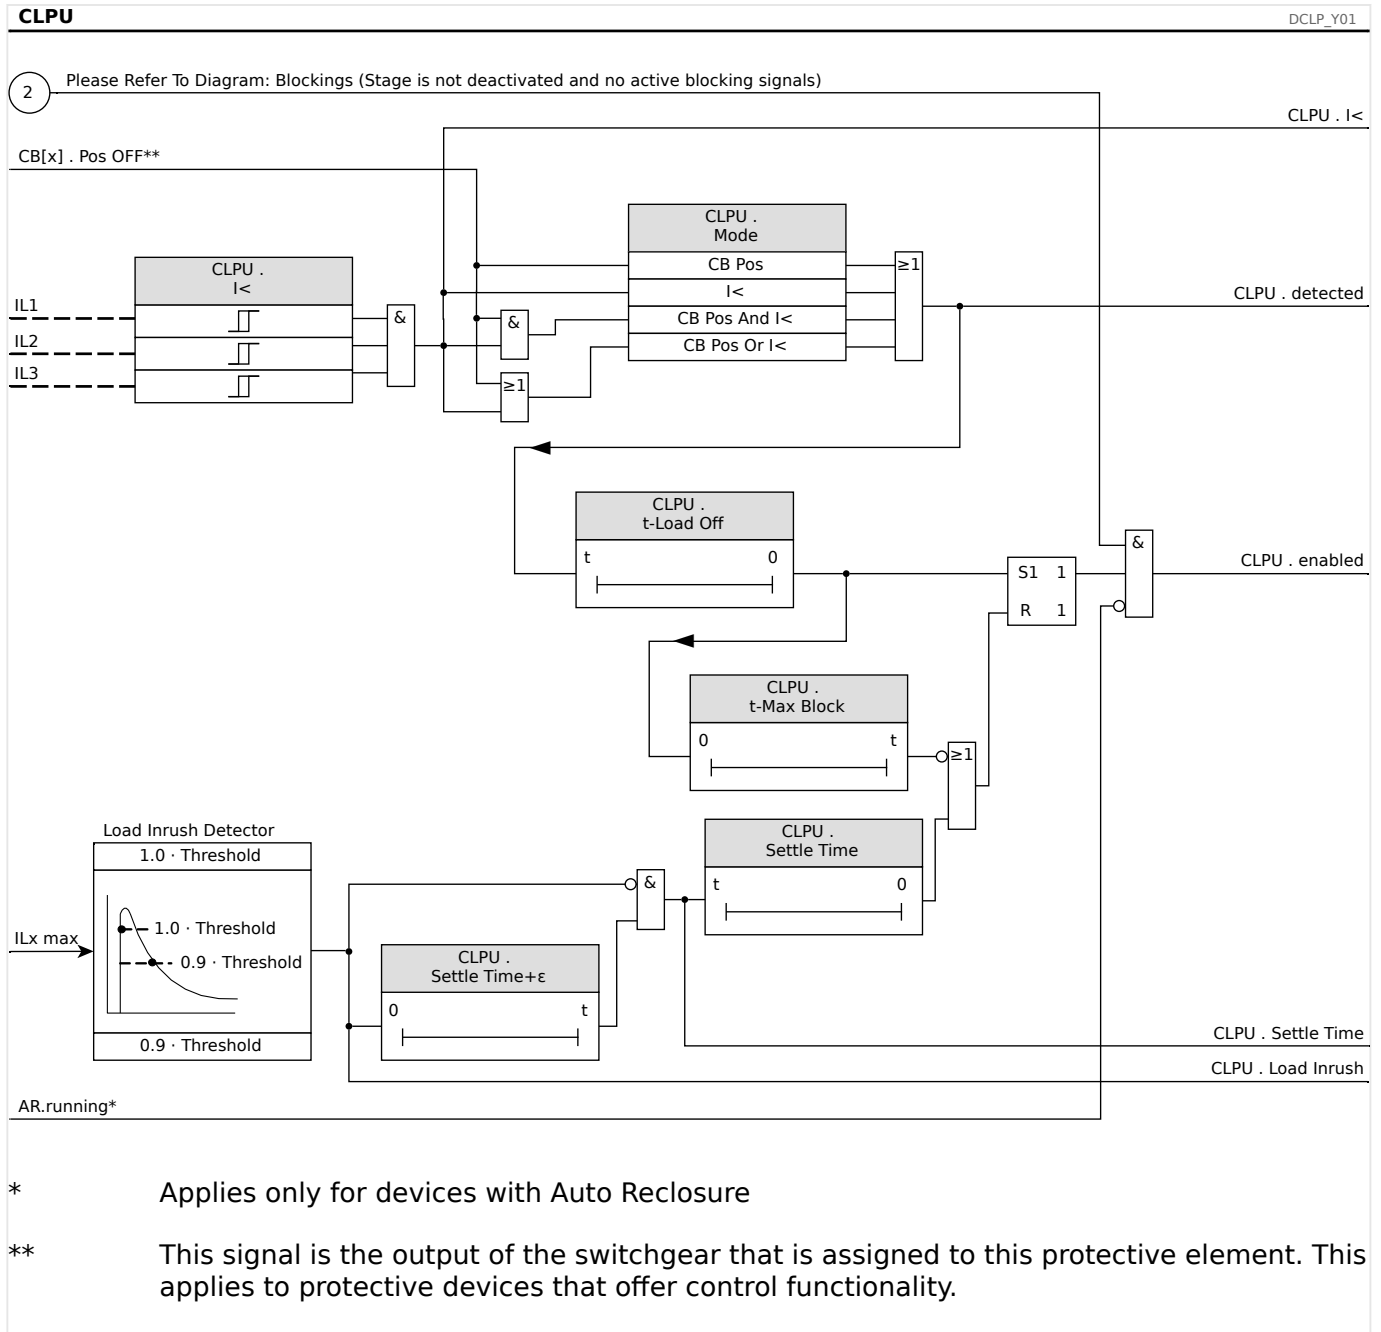 CLPU
DCLP_Y01
2
Please Refer To Diagram: Blockings (Stage is not deactivated and no active blocking signals)
CLPU . I<
CB[x] . Pos OFF**
CLPU .
Mode
CB Pos
I<
CB Pos And I<
CB Pos Or I<
≥1
CLPU . detected
CLPU .
I<
IL1
IL2
IL3
&
&
≥1
CLPU .
t-Load Off
t 0
S1 1
R 1
&
CLPU . enabled
CLPU .
t-Max Block
0 t
≥1
Load Inrush Detector
1.0 · Threshold
1.0 · Threshold
0.9 · Threshold
0.9 · Threshold
ILx max
&
CLPU .
Settle Time
t 0
CLPU .
Settle Time+ε
0 t
CLPU . Settle Time
CLPU . Load Inrush
AR.running*
* Applies only for devices with Auto Reclosure
** This signal is the output of the switchgear that is assigned to this protective element. This
applies to protective devices that offer control functionality.